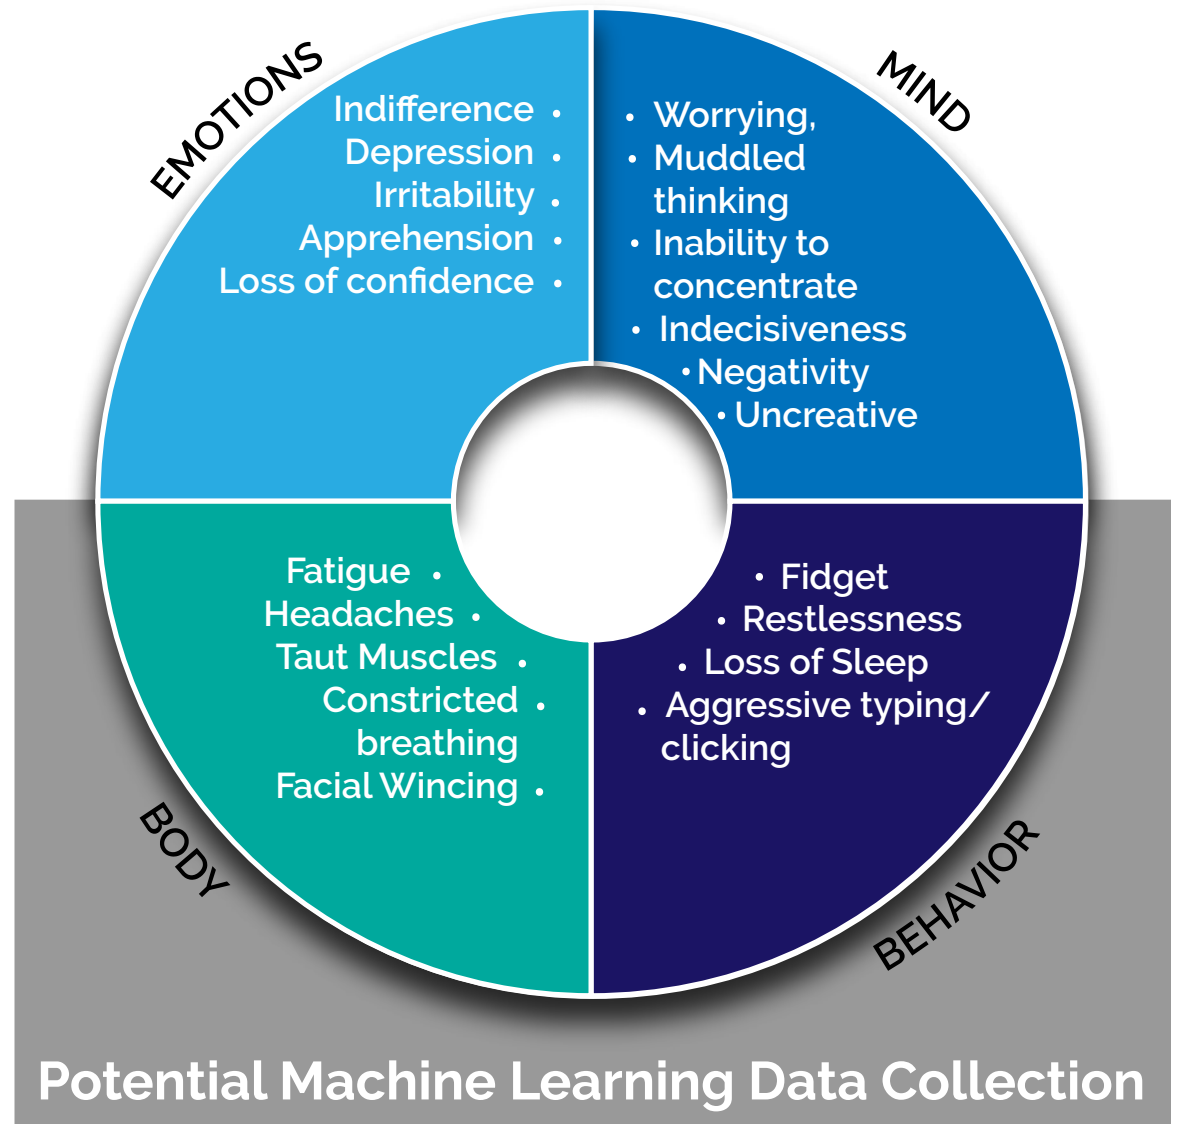 EMOTIONS
Indifference •
Depression •
Irritability •
Apprehension •
Loss of confidence •
MIND
• Worrying,
• Muddled
thinking
• Inability to
concentrate
• Indecisiveness
• Negativity
• Uncreative
BODY
Fatigue •
Headaches •
Taut Muscles •
Constricted •
breathing
Facial Wincing •
BEHAVIOR
• Fidget
• Restlessness
• Loss of Sleep
• Aggressive typing/
clicking
Potential Machine Learning Data Collection